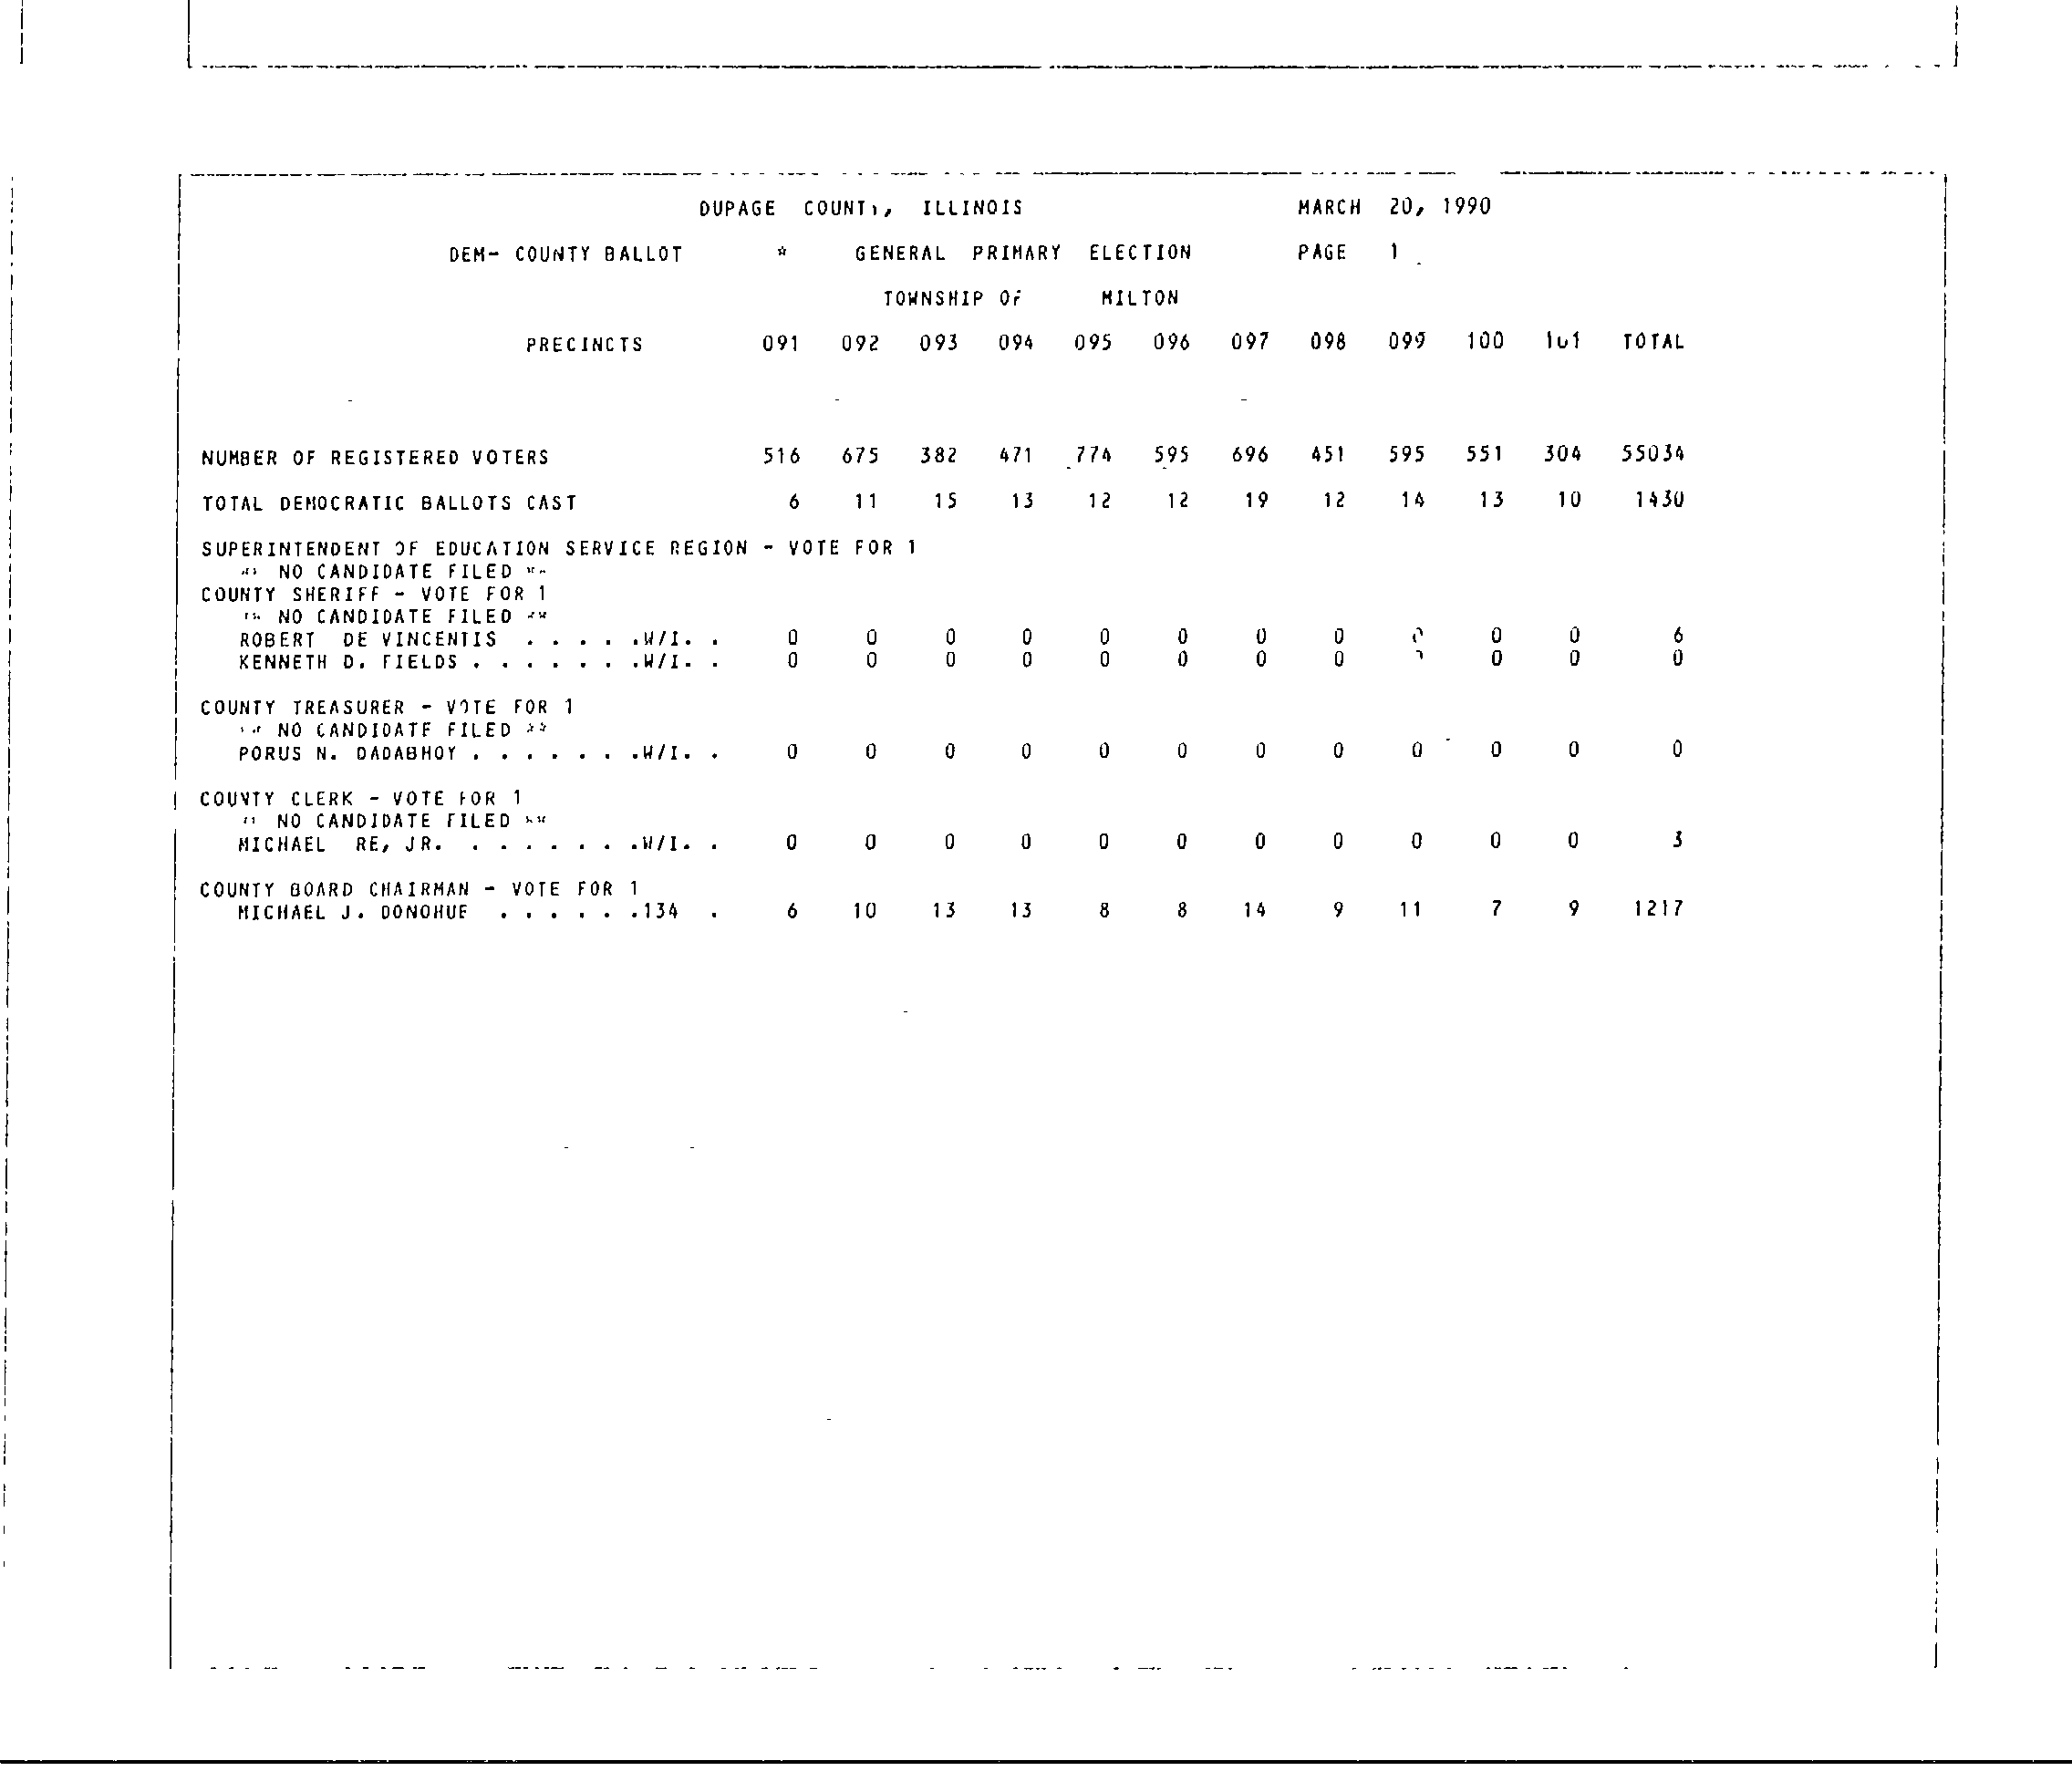 DUPAGE COUNTY, ILLINOIS MARCH 20, 1990
DEM- COUNTY BALLOT * GENERAL PRIMARY ELECTION PAGE 1
TOWNSHIP OF MILTON
PRECINCTS 091 092 093 094 095 096 097 098 099 100 101 TOTAL
NUMBER OF REGISTERED VOTERS 516 675 382 471 774 595 696 451 595 551 304 55034
TOTAL DEMOCRATIC BALLOTS CAST 6 11 15 13 12 12 19 12 14 13 10 1430
SUPERINTENDENT OF EDUCATION SERVICE REGION - VOTE FOR 1
** NO CANDIDATE FILED **
COUNTY SHERIFF - VOTE FOR 1
** NO CANDIDATE FILED **
ROBERT DE VINCENTIS . . . . .W/I. . 0 0 0 0 0 0 0 0 0 0 0 6
KENNETH D. FIELDS . . . . . . .W/I. . 0 0 0 0 0 0 0 0 0 0 0
COUNTY TREASURER - VOTE FOR 1
** NO CANDIDATE FILED **
PORUS N. DADABHOY . . . . . . .W/I. . 0 0 0 0 0 0 0 0 0 0 0 0
COUNTY CLERK - VOTE FOR 1
** NO CANDIDATE FILED **
MICHAEL RE, JR. . . . . . . .W/I. . 0 0 0 0 0 0 0 0 0 0 0 3
COUNTY BOARD CHAIRMAN - VOTE FOR 1
MICHAEL J. DONOHUE . . . . . .134 . 6 10 13 13 8 8 14 9 11 7 9 1217